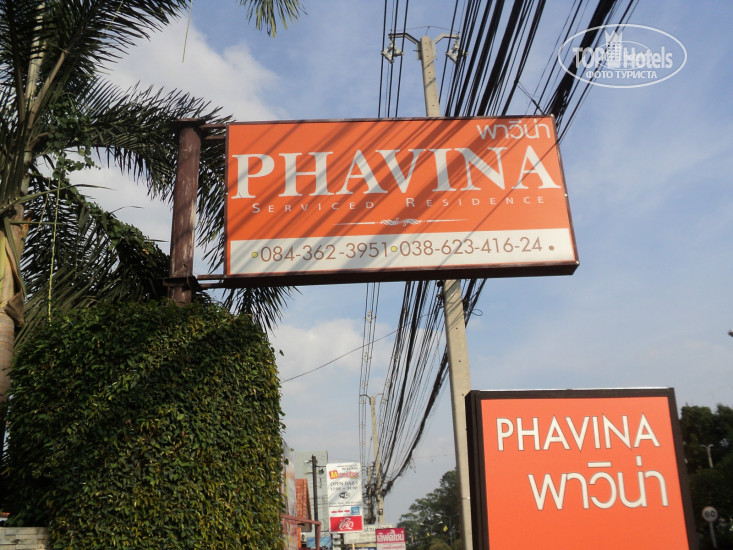 TOPHotels
ФОТО ТУРИСТА
พาวีน่า
PHAVINA
SERVICED RESIDENCE
084-362-3951 038-623-416-24
PHAVINA
พาวิน่า